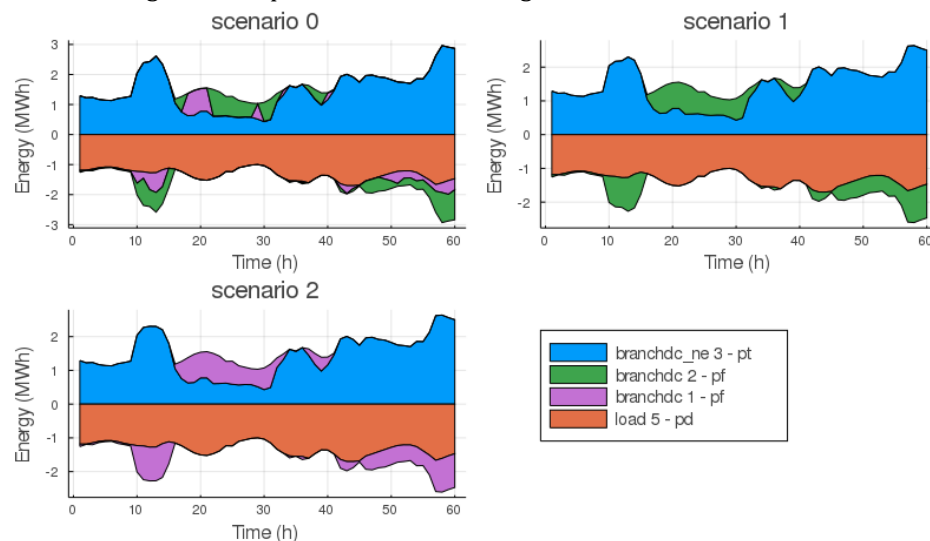 scenario 0
3
2
1
0
-1
-2
-3
Energy (MWh)
0 10 20 30 40 50 60
Time (h)
scenario 1
2
1
0
-1
-2
Energy (MWh)
0 10 20 30 40 50 60
Time (h)
scenario 2
2
1
0
-1
-2
Energy (MWh)
0 10 20 30 40 50 60
Time (h)
branchdc_ne 3 - pt
branchdc 2 - pf
branchdc 1 - pf
load 5 - pd